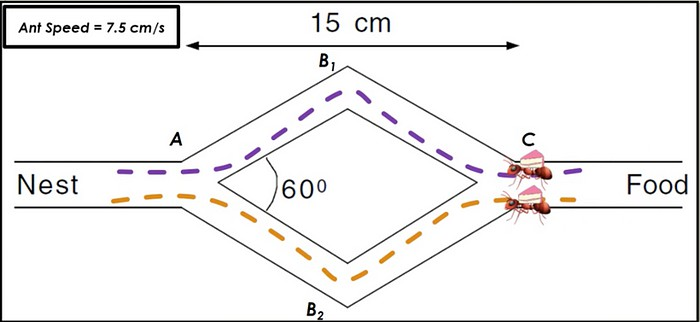 Ant Speed = 7.5 cm/s
15 cm
B₁
A
C
Nest
60⁰
Food
B₂